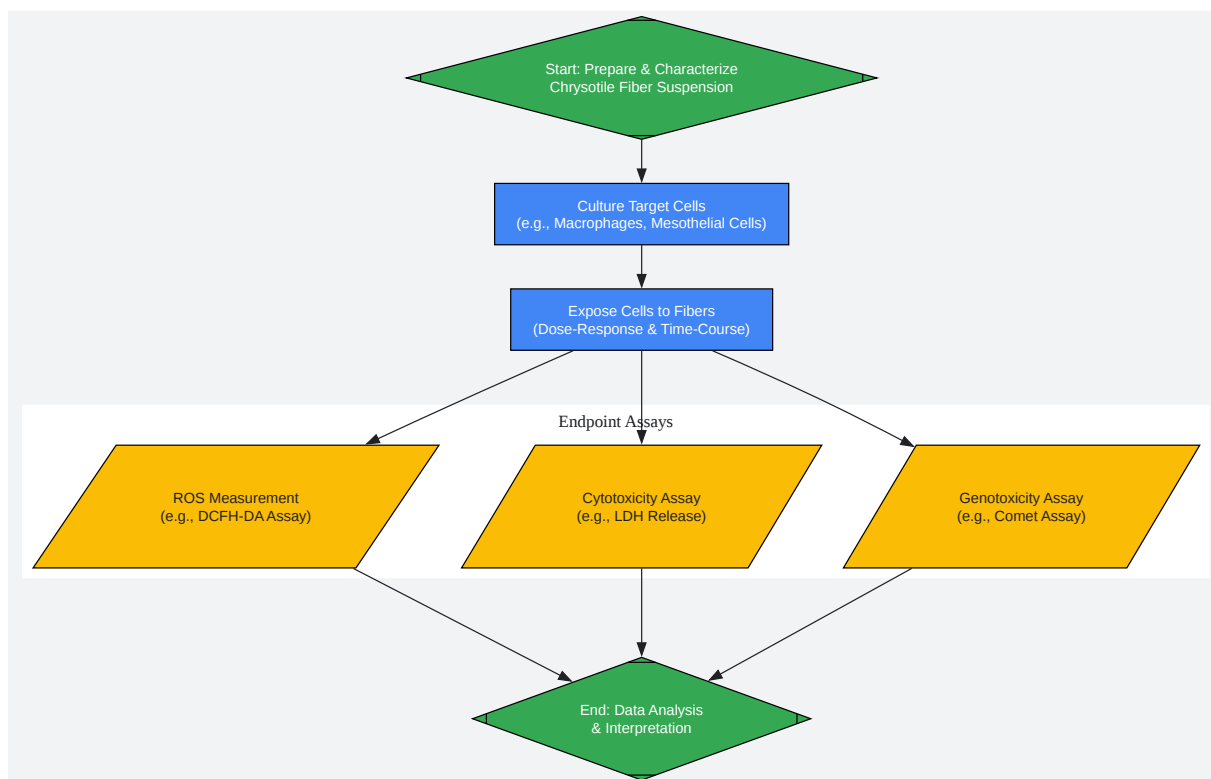 Start: Prepare & Characterize
Chrysotile Fiber Suspension
Culture Target Cells
(e.g., Macrophages, Mesothelial Cells)
Expose Cells to Fibers
(Dose-Response & Time-Course)
Endpoint Assays
ROS Measurement
(e.g., DCFH-DA Assay)
Cytotoxicity Assay
(e.g., LDH Release)
Genotoxicity Assay
(e.g., Comet Assay)
End: Data Analysis
& Interpretation